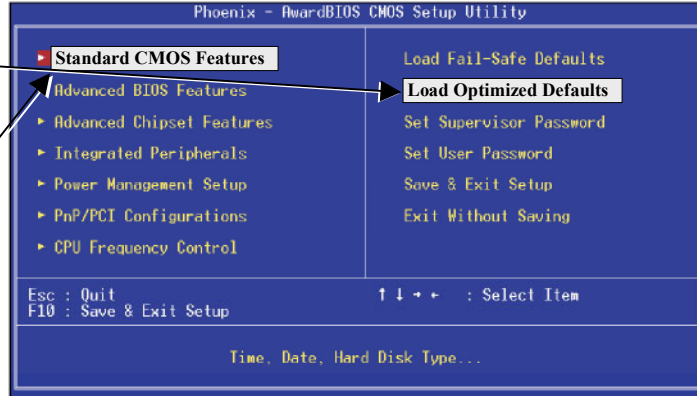 Phoenix - AwardBIOS CMOS Setup Utility
Standard CMOS Features
Advanced BIOS Features
Advanced Chipset Features
Integrated Peripherals
Power Management Setup
PnP/PCI Configurations
CPU Frequency Control
Load Fail-Safe Defaults
Load Optimized Defaults
Set Supervisor Password
Set User Password
Save & Exit Setup
Exit Without Saving
Esc : Quit
F10 : Save & Exit Setup
↑ ↓ → ← : Select Item
Time, Date, Hard Disk Type...